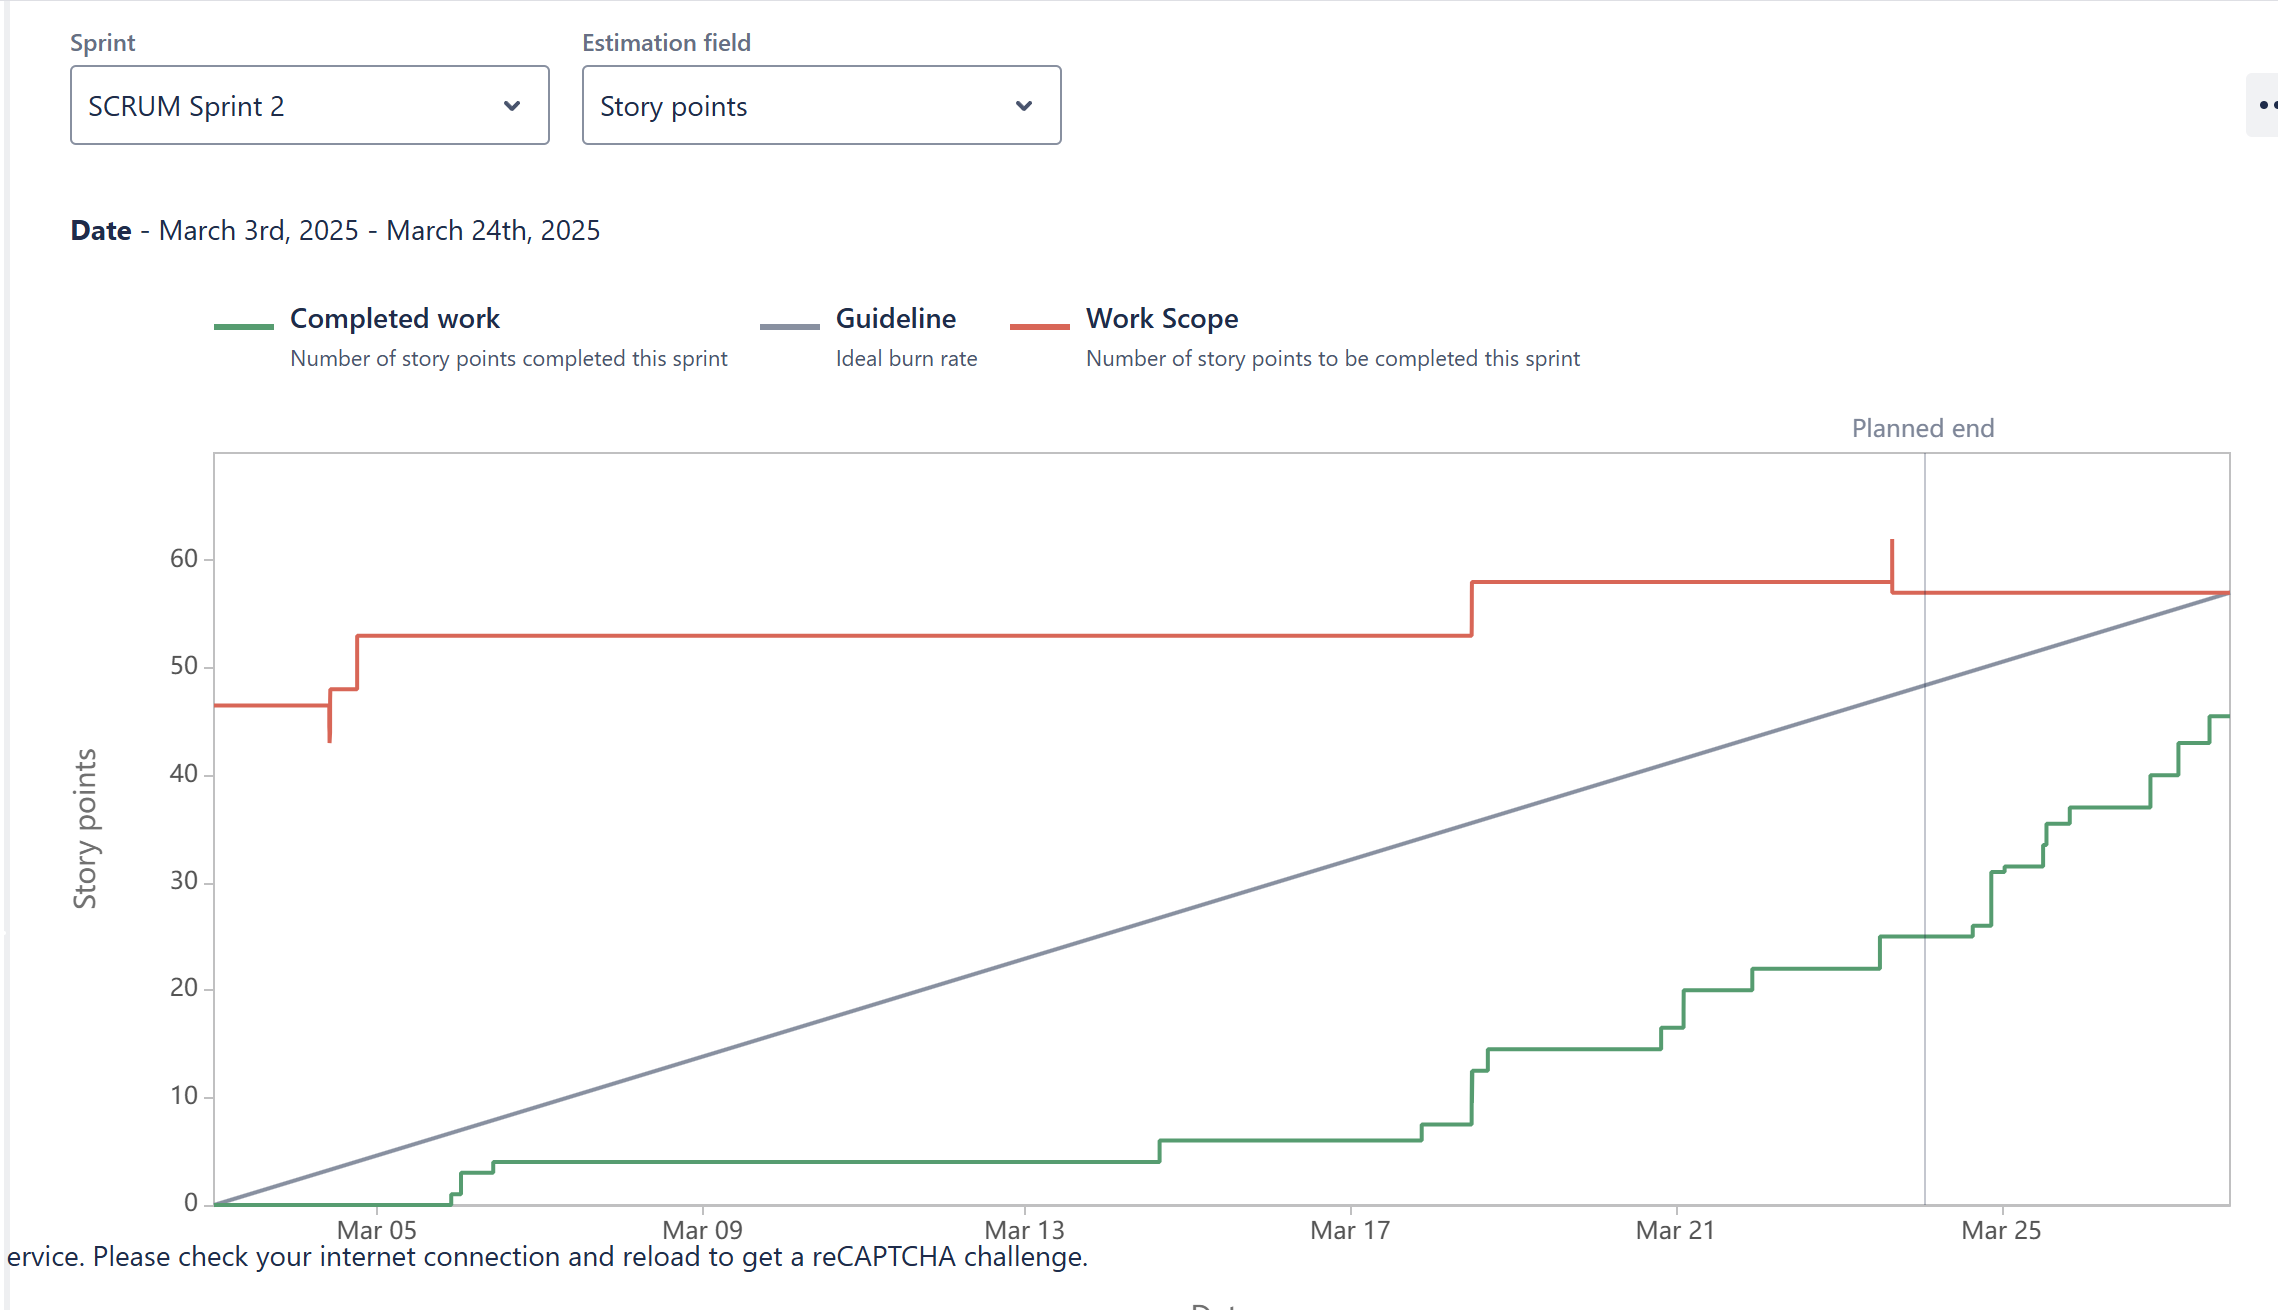 Sprint
Estimation field
SCRUM Sprint 2
Story points
Date - March 3rd, 2025 - March 24th, 2025
Completed work
Number of story points completed this sprint
Guideline
Ideal burn rate
Work Scope
Number of story points to be completed this sprint
Planned end
Story points
60
50
40
30
20
10
0
Mar 05
Mar 09
Mar 13
Mar 17
Mar 21
Mar 25
ervice. Please check your internet connection and reload to get a reCAPTCHA challenge.